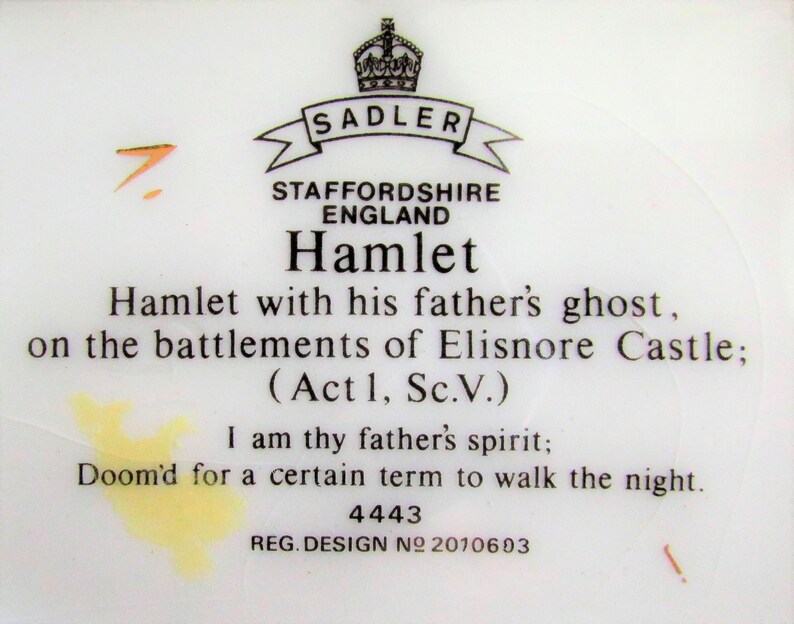 SADLER
STAFFORDSHIRE
ENGLAND
Hamlet
Hamlet with his father's ghost,
on the battlements of Elisnore Castle;
(Act 1, Sc.V.)
I am thy father's spirit;
Doom'd for a certain term to walk the night.
4443
REG. DESIGN Nº 2010693